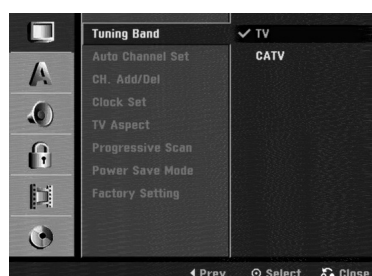 Tuning Band
✓ TV
Auto Channel Set
CATV
CH. Add/Del
Clock Set
TV Aspect
Progressive Scan
Power Save Mode
Factory Setting
A
Prev.
Select
Close